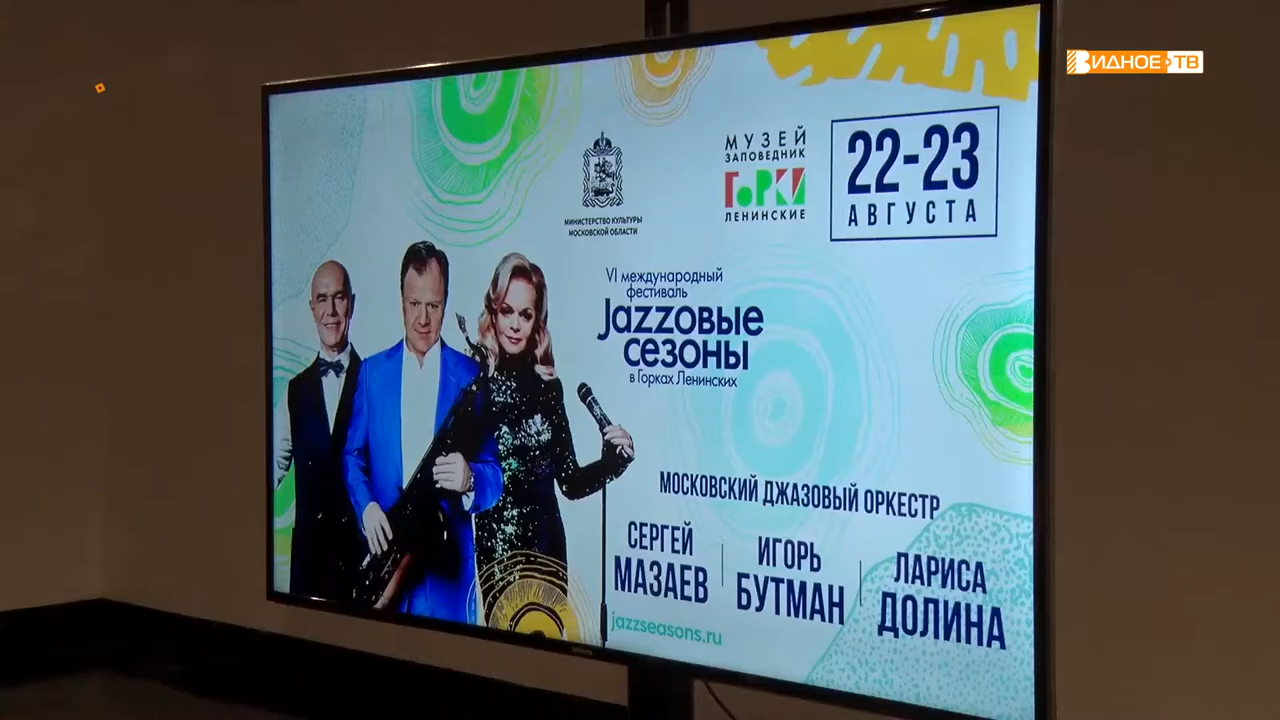 ВИДНОЕ ТВ
МИНИСТЕРСТВО КУЛЬТУРЫ
МОСКОВСКОЙ ОБЛАСТИ
МУЗЕЙ
ЗАПОВЕДНИК
ГОРКИ
ЛЕНИНСКИЕ
22-23
АВГУСТА
VI международный
фестиваль
Jazzовые
сезоны
в Горках Ленинских
МОСКОВСКИЙ ДЖАЗОВЫЙ ОРКЕСТР
СЕРГЕЙ
МАЗАЕВ
ИГОРЬ
БУТМАН
ЛАРИСА
ДОЛИНА
jazzseasons.ru